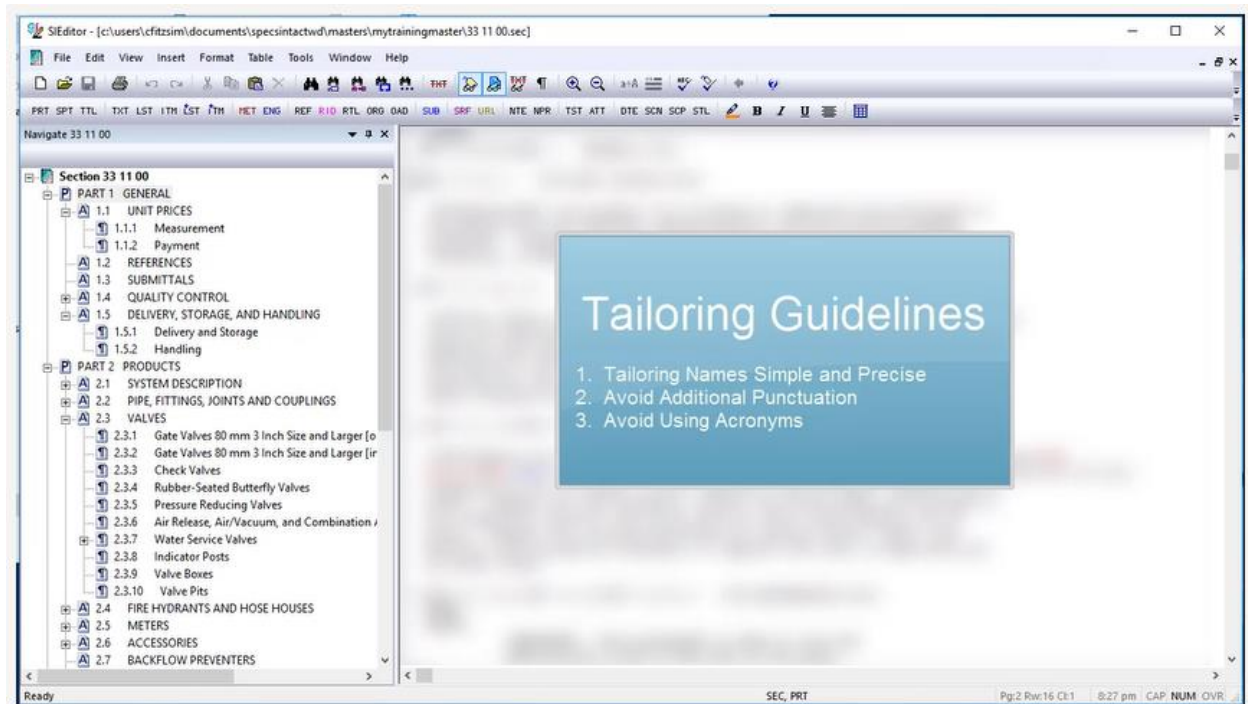 SIEditor - [c:\users\cfitzsim\documents\specsintactwd\masters\mytrainingmaster\33 11 00.sec]
File Edit View Insert Format Table Tools Window Help
THT
PRT SPT TTL TXT LST ITM LST ITM MET ENG REF RID RTL ORG OAD SUB SRF URL NTE NPR TST ATT DTE SCN SCP STL B I U
Navigate 33 11 00
Section 33 11 00
PART 1 GENERAL
1.1 UNIT PRICES
1.1.1 Measurement
1.1.2 Payment
1.2 REFERENCES
1.3 SUBMITTALS
1.4 QUALITY CONTROL
1.5 DELIVERY, STORAGE, AND HANDLING
1.5.1 Delivery and Storage
1.5.2 Handling
PART 2 PRODUCTS
2.1 SYSTEM DESCRIPTION
2.2 PIPE, FITTINGS, JOINTS AND COUPLINGS
2.3 VALVES
2.3.1 Gate Valves 80 mm 3 Inch Size and Larger [o
2.3.2 Gate Valves 80 mm 3 Inch Size and Larger [ir
2.3.3 Check Valves
2.3.4 Rubber-Seated Butterfly Valves
2.3.5 Pressure Reducing Valves
2.3.6 Air Release, Air/Vacuum, and Combination
2.3.7 Water Service Valves
2.3.8 Indicator Posts
2.3.9 Valve Boxes
2.3.10 Valve Pits
2.4 FIRE HYDRANTS AND HOSE HOUSES
2.5 METERS
2.6 ACCESSORIES
2.7 BACKFLOW PREVENTERS
Tailoring Guidelines
1. Tailoring Names Simple and Precise
2. Avoid Additional Punctuation
3. Avoid Using Acronyms
Ready SEC, PRT Pg:2 Rw:16 Cl:1 8:27 pm CAP NUM OVR